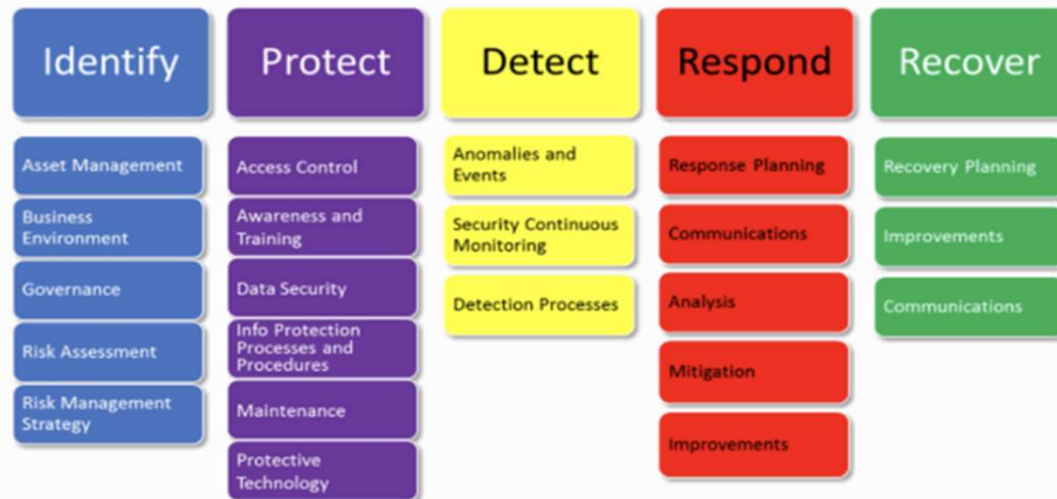 Identify
Protect
Detect
Respond
Recover
Asset Management
Business
Environment
Governance
Risk Assessment
Risk Management
Strategy
Access Control
Awareness and
Training
Data Security
Info Protection
Processes and
Procedures
Maintenance
Protective
Technology
Anomalies and
Events
Security Continuous
Monitoring
Detection Processes
Response Planning
Communications
Analysis
Mitigation
Improvements
Recovery Planning
Improvements
Communications